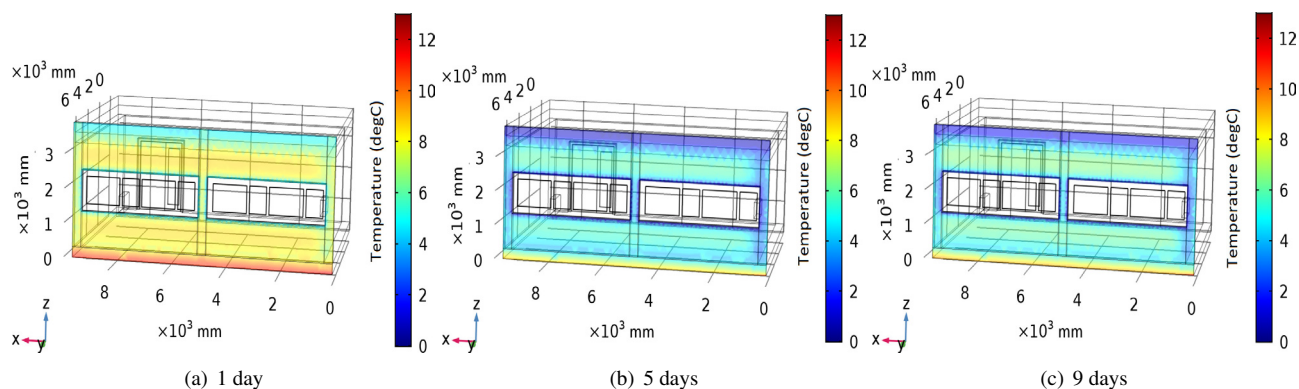 ×10³ mm
6 4 2 0
3
2
1
0
×10³ mm
8 6 4 2 0
×10³ mm
z
x y
12
10
8
6
4
2
0
Temperature (degC)
(a) 1 day
×10³ mm
6 4 2 0
3
2
1
0
×10³ mm
8 6 4 2 0
×10³ mm
z
x y
12
10
8
6
4
2
0
Temperature (degC)
(b) 5 days
×10³ mm
6 4 2 0
3
2
1
0
×10³ mm
8 6 4 2 0
×10³ mm
z
x y
12
10
8
6
4
2
0
Temperature (degC)
(c) 9 days